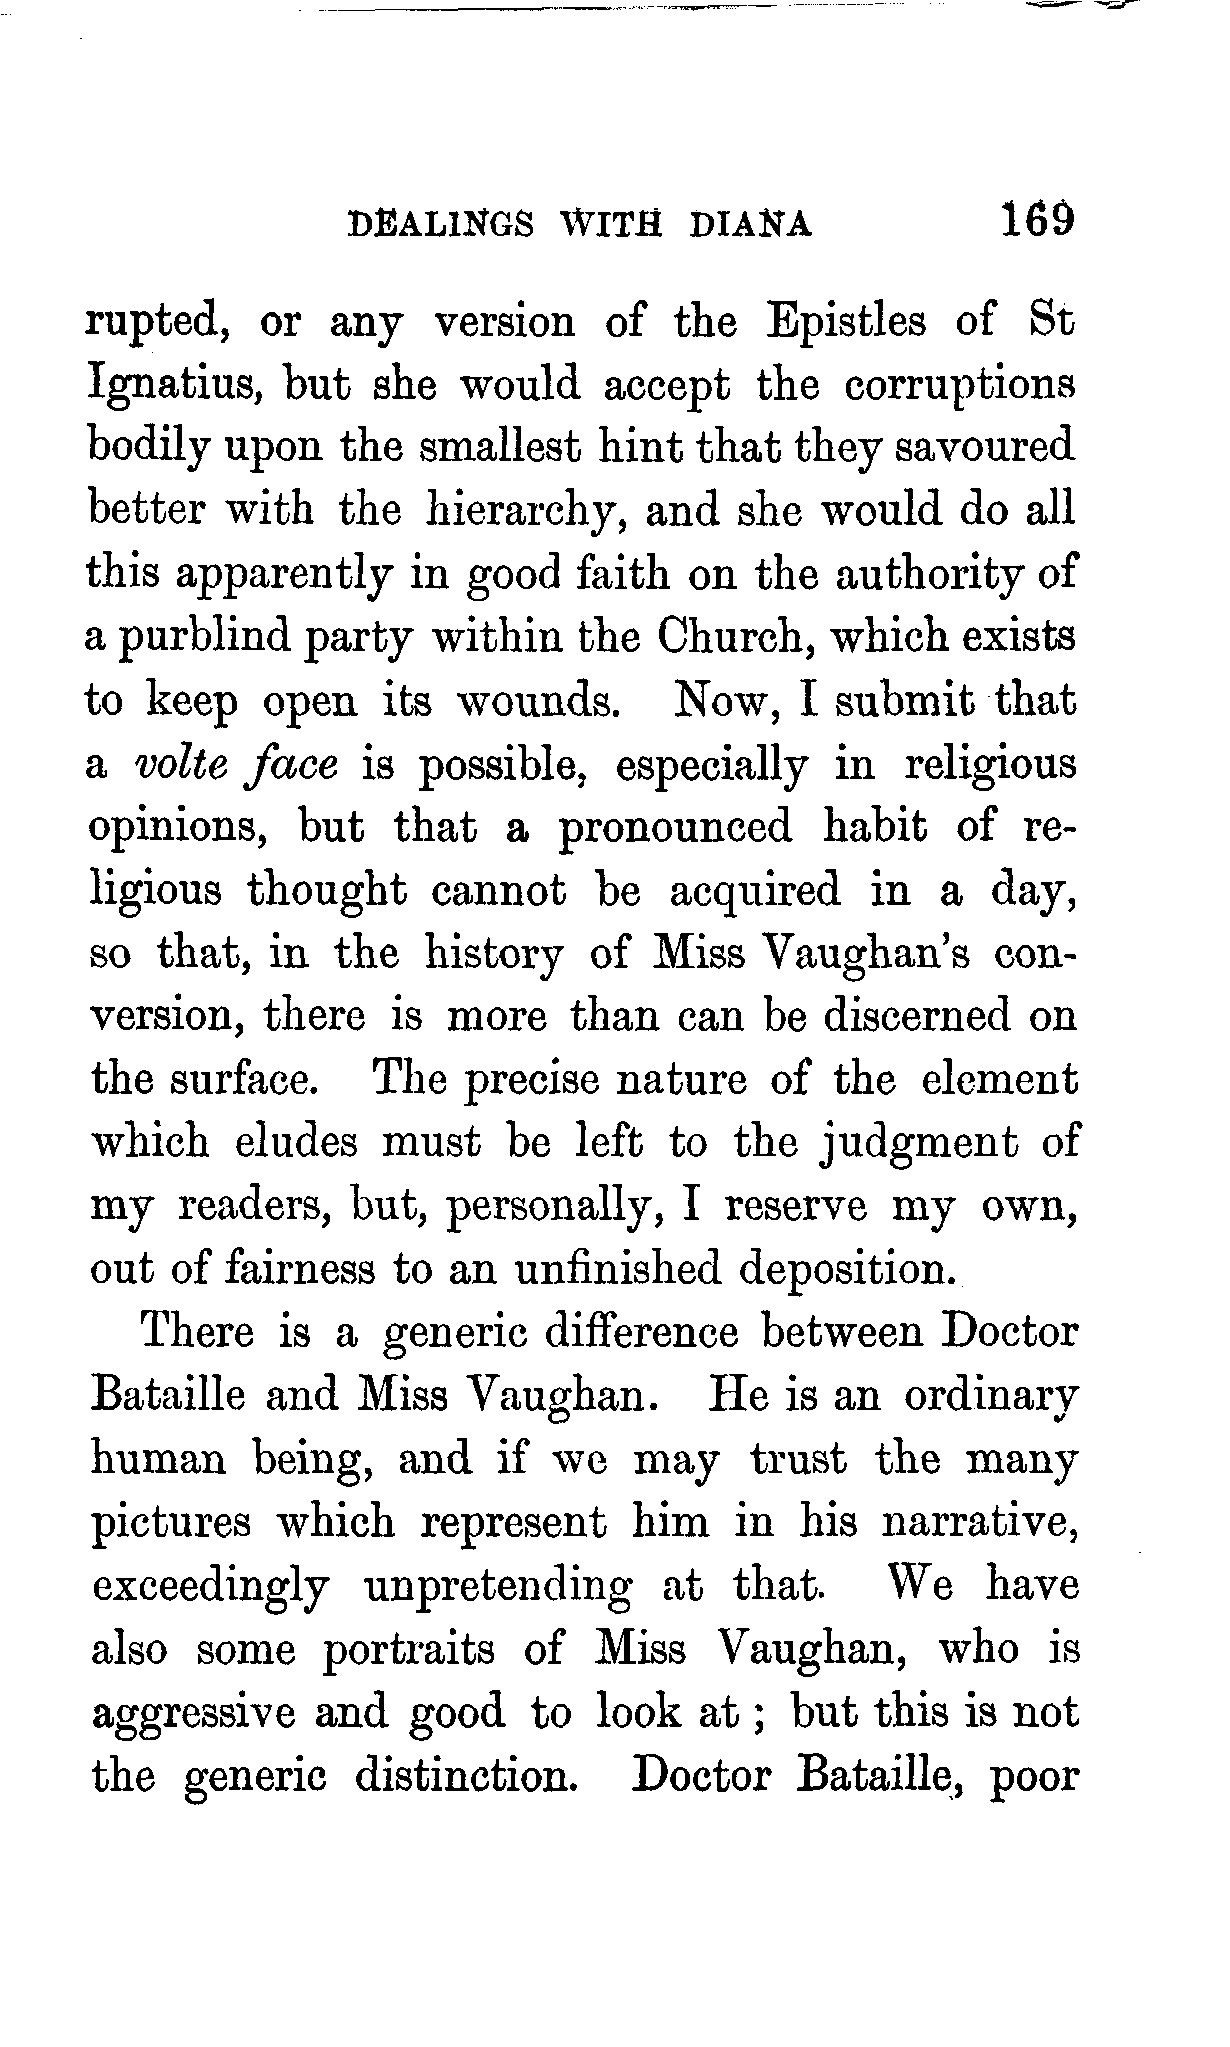 DEALINGS WITH DIANA 169
rupted, or any version of the Epistles of St
Ignatius, but she would accept the corruptions
bodily upon the smallest hint that they savoured
better with the hierarchy, and she would do all
this apparently in good faith on the authority of
a purblind party within the Church, which exists
to keep open its wounds. Now, I submit that
a volte face is possible, especially in religious
opinions, but that a pronounced habit of re-
ligious thought cannot be acquired in a day,
so that, in the history of Miss Vaughan's con-
version, there is more than can be discerned on
the surface. The precise nature of the element
which eludes must be left to the judgment of
my readers, but, personally, I reserve my own,
out of fairness to an unfinished deposition.
There is a generic difference between Doctor
Bataille and Miss Vaughan. He is an ordinary
human being, and if we may trust the many
pictures which represent him in his narrative,
exceedingly unpretending at that. We have
also some portraits of Miss Vaughan, who is
aggressive and good to look at ; but this is not
the generic distinction. Doctor Bataille, poor